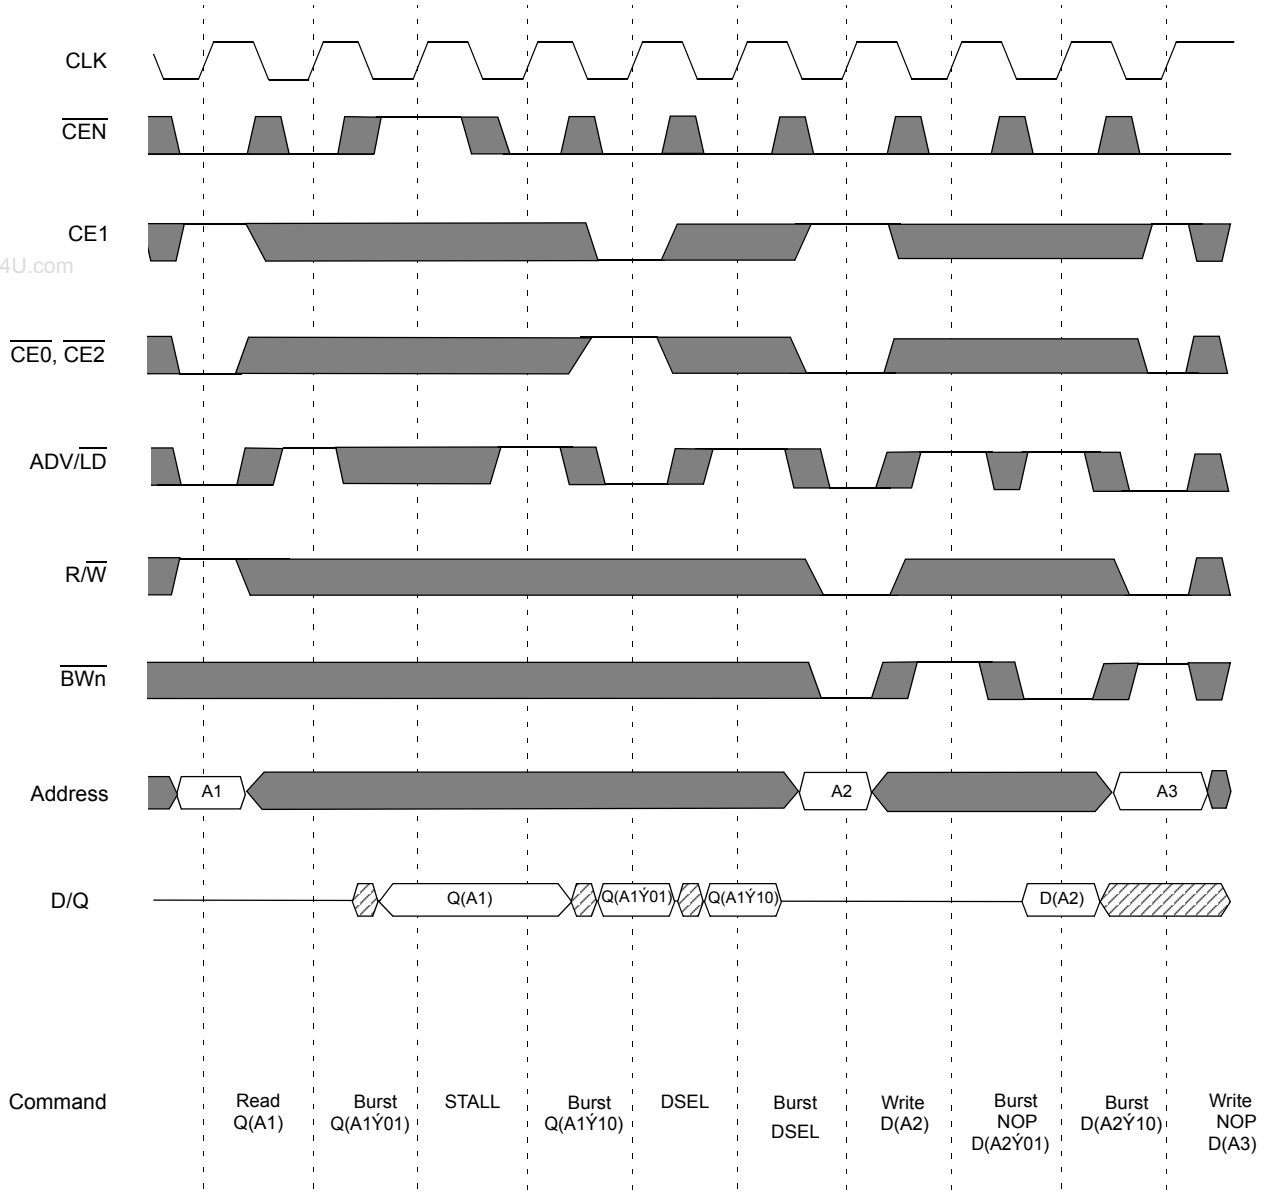 CLK
CEN
CE1
4U.com
CE0, CE2
ADV/LD
R/W
BWn
Address
A1
A2
A3
D/Q
Q(A1)
Q(A1Ý01)
Q(A1Ý10)
D(A2)
Command
Read
Q(A1)
Burst
Q(A1Ý01)
STALL
Burst
Q(A1Ý10)
DSEL
Burst
DSEL
Write
D(A2)
Burst
NOP
D(A2Ý01)
Burst
D(A2Ý10)
Write
NOP
D(A3)